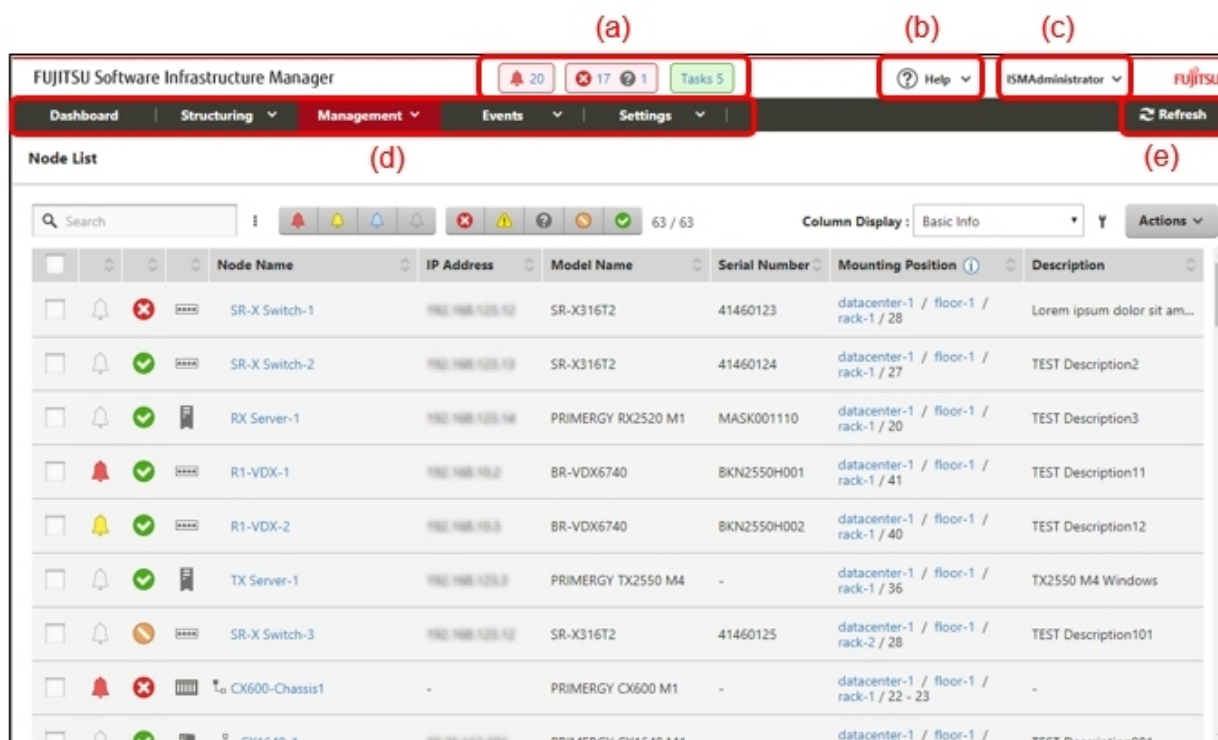 (a) (b) (c)
FUJITSU Software Infrastructure Manager 20 17 1 Tasks 5 Help ISMAdministrator FUJITSU
Dashboard Structuring Management Events Settings Refresh
Node List (d) (e)
Search 63 / 63 Column Display : Basic Info Actions
Node Name IP Address Model Name Serial Number Mounting Position Description
SR-X Switch-1 192.168.123.12 SR-X316T2 41460123 datacenter-1 / floor-1 / Lorem ipsum dolor sit am...
rack-1 / 28
SR-X Switch-2 SR-X316T2 41460124 datacenter-1 / floor-1 / TEST Description2
rack-1 / 27
RX Server-1 PRIMERGY RX2520 M1 MASK001110 datacenter-1 / floor-1 / TEST Description3
rack-1 / 20
R1-VDX-1 BR-VDX6740 BKN2550H001 datacenter-1 / floor-1 / TEST Description11
rack-1 / 41
R1-VDX-2 BR-VDX6740 BKN2550H002 datacenter-1 / floor-1 / TEST Description12
rack-1 / 40
TX Server-1 PRIMERGY TX2550 M4 - datacenter-1 / floor-1 / TX2550 M4 Windows
rack-1 / 36
SR-X Switch-3 SR-X316T2 41460125 datacenter-1 / floor-1 / TEST Description101
rack-2 / 28
CX600-Chassis1 - PRIMERGY CX600 M1 - datacenter-1 / floor-1 / -
rack-1 / 22 - 23
datacenter-1 / floor-1 /